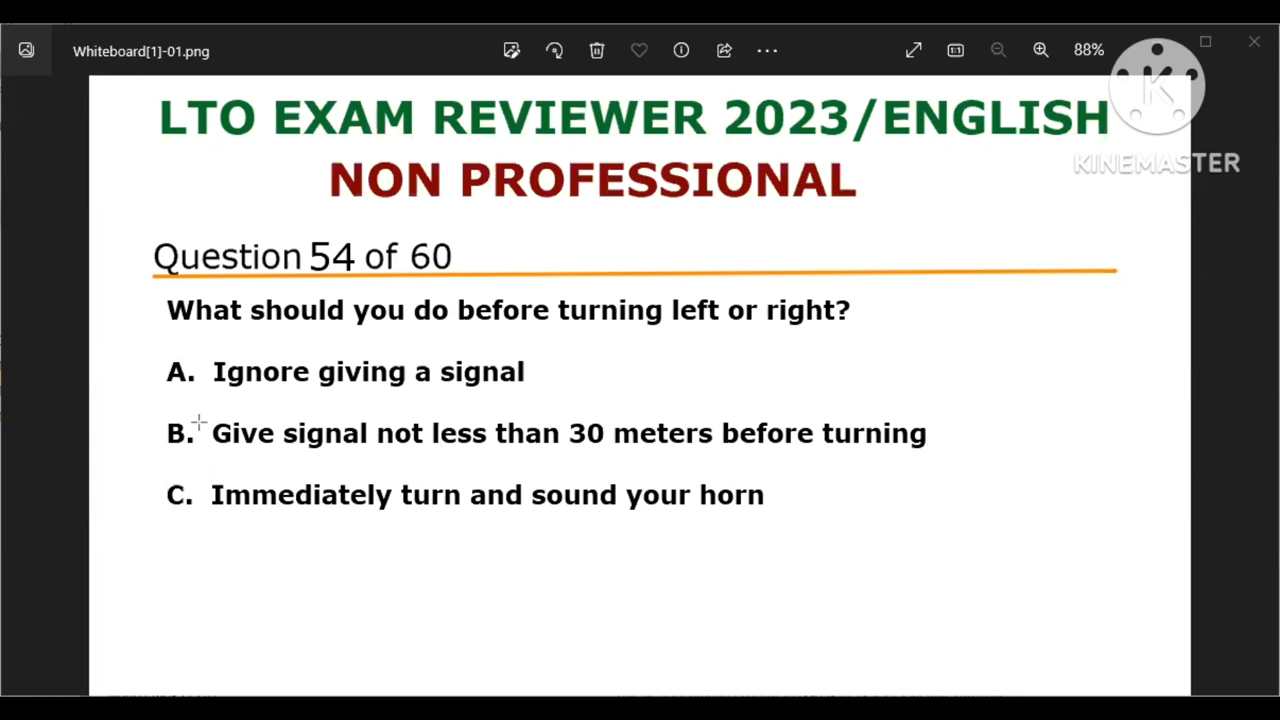 Whiteboard[1]-01.png
88%
K
KINEMASTER
LTO EXAM REVIEWER 2023/ENGLISH
NON PROFESSIONAL
Question 54 of 60
What should you do before turning left or right?
A. Ignore giving a signal
B. Give signal not less than 30 meters before turning
C. Immediately turn and sound your horn